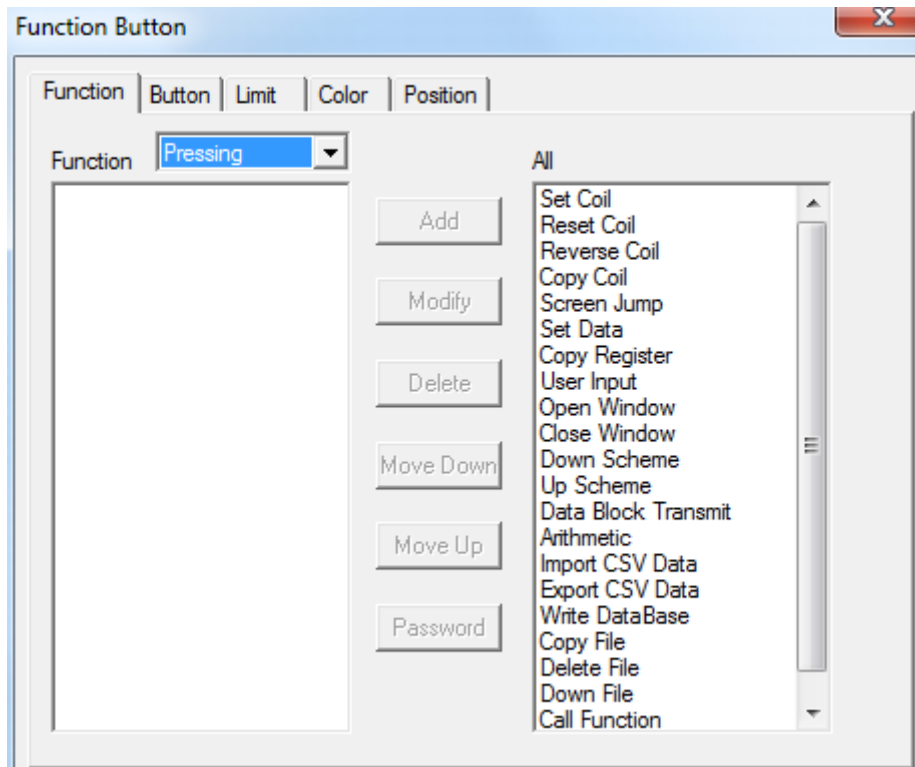 Function Button
Function Button Limit Color Position
Function Pressing
All
Add
Modify
Delete
Move Down
Move Up
Password
Set Coil
Reset Coil
Reverse Coil
Copy Coil
Screen Jump
Set Data
Copy Register
User Input
Open Window
Close Window
Down Scheme
Up Scheme
Data Block Transmit
Arithmetic
Import CSV Data
Export CSV Data
Write DataBase
Copy File
Delete File
Down File
Call Function